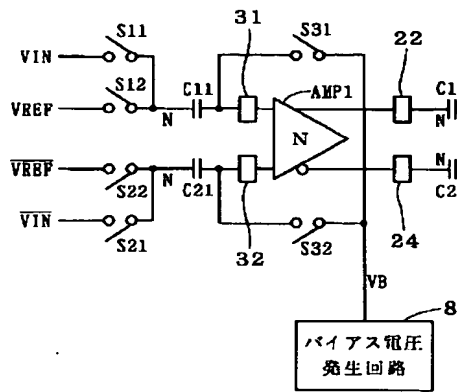 S11
31
S31
22
VIN
S12
C11
AMP1
C1
VREF
N
N
N
VREF
N
N
S22
C21
C2
VIN
S21
S32
32
24
VB
8
バイアス電圧
発生回路